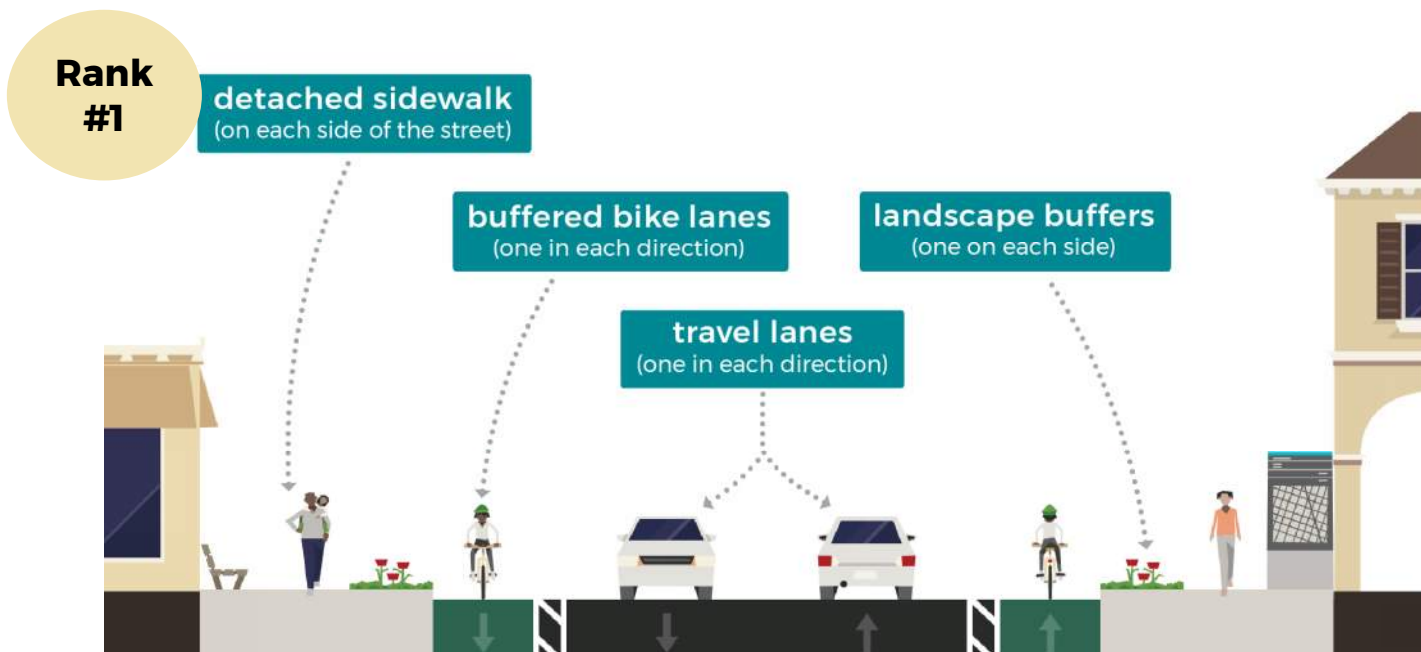 Rank
#1
detached sidewalk
(on each side of the street)
buffered bike lanes
(one in each direction)
landscape buffers
(one on each side)
travel lanes
(one in each direction)